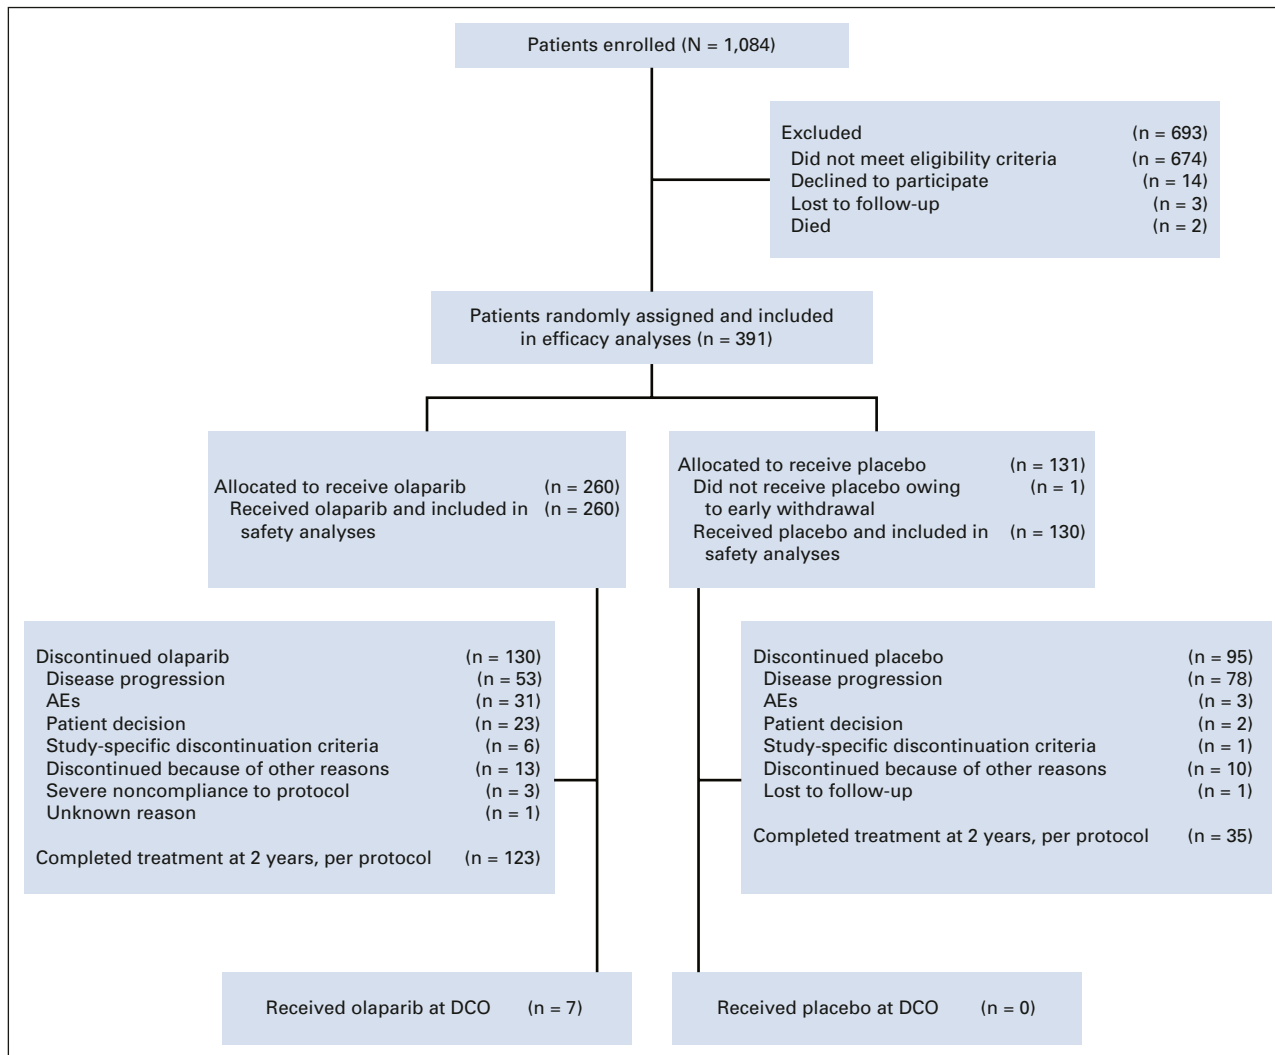 Patients enrolled (N = 1,084)
Excluded (n = 693)
Did not meet eligibility criteria (n = 674)
Declined to participate (n = 14)
Lost to follow-up (n = 3)
Died (n = 2)
Patients randomly assigned and included
in efficacy analyses (n = 391)
Allocated to receive olaparib (n = 260)
Received olaparib and included in (n = 260)
safety analyses
Allocated to receive placebo (n = 131)
Did not receive placebo owing (n = 1)
to early withdrawal
Received placebo and included in (n = 130)
safety analyses
Discontinued olaparib (n = 130)
Disease progression (n = 53)
AEs (n = 31)
Patient decision (n = 23)
Study-specific discontinuation criteria (n = 6)
Discontinued because of other reasons (n = 13)
Severe noncompliance to protocol (n = 3)
Unknown reason (n = 1)
Completed treatment at 2 years, per protocol (n = 123)
Discontinued placebo (n = 95)
Disease progression (n = 78)
AEs (n = 3)
Patient decision (n = 2)
Study-specific discontinuation criteria (n = 1)
Discontinued because of other reasons (n = 10)
Lost to follow-up (n = 1)
Completed treatment at 2 years, per protocol (n = 35)
Received olaparib at DCO (n = 7)
Received placebo at DCO (n = 0)